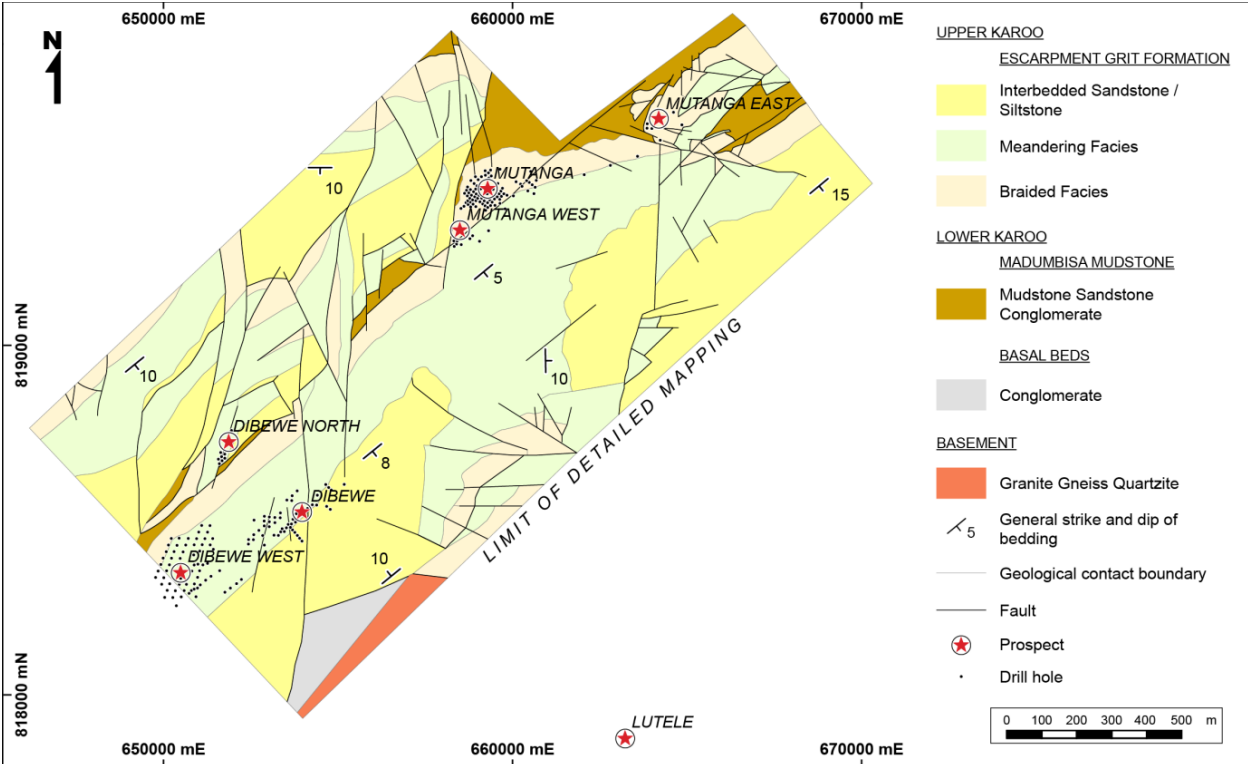 650000 mE
660000 mE
670000 mE
N
MUTANGA EAST
MUTANGA
10
15
MUTANGA WEST
5
819000 mN
10
10
DIBEWE NORTH
8
DIBEWE
LIMIT OF DETAILED MAPPING
DIBEWE WEST
10
818000 mN
LUTELE
650000 mE
660000 mE
670000 mE
UPPER KAROO
ESCARPMENT GRIT FORMATION
Interbedded Sandstone /
Siltstone
Meandering Facies
Braided Facies
LOWER KAROO
MADUMBISA MUDSTONE
Mudstone Sandstone
Conglomerate
BASAL BEDS
Conglomerate
BASEMENT
Granite Gneiss Quartzite
5
General strike and dip of
bedding
Geological contact boundary
Fault
Prospect
Drill hole
0 100 200 300 400 500 m